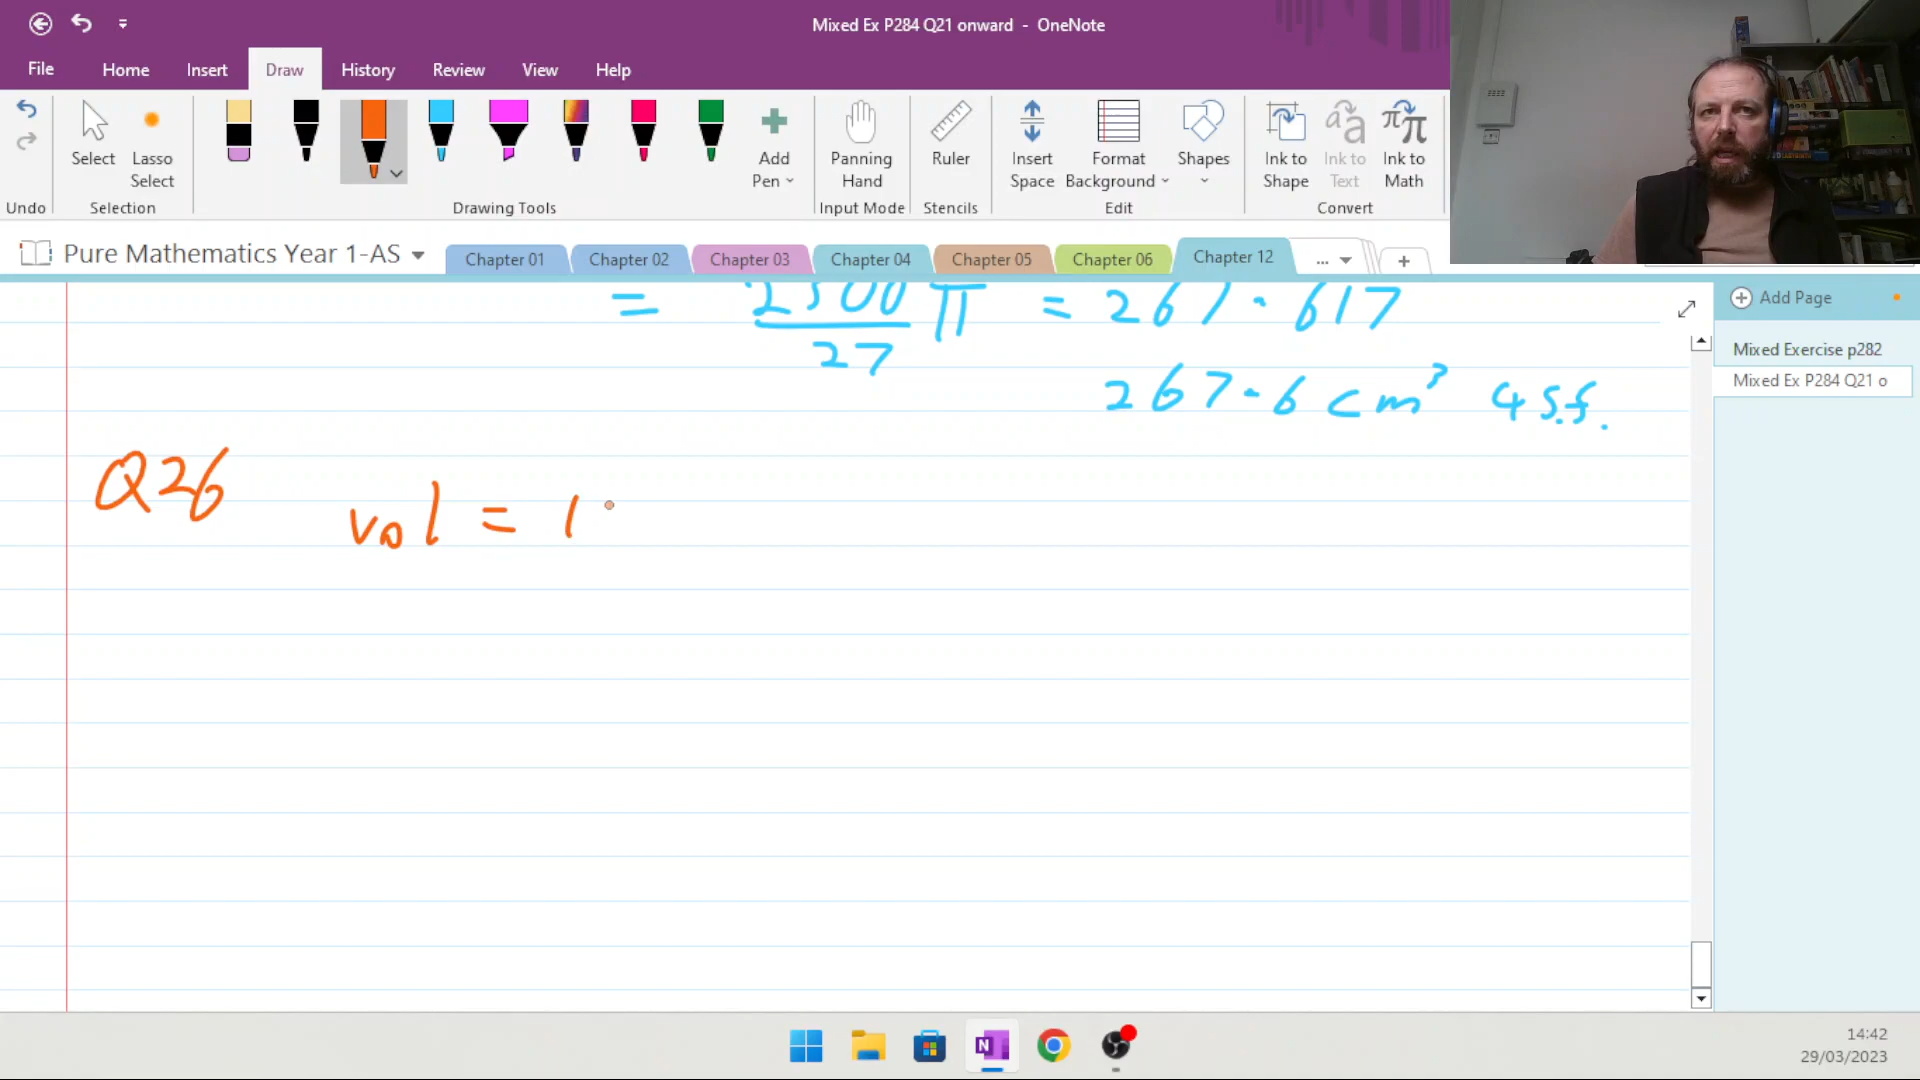 Mixed Ex P284 Q21 onward - OneNote
File Home Insert Draw History Review View Help
Select Lasso Select Add Pen Panning Hand Ruler Insert Space Format Background Shapes Ink to Shape Ink to Text Ink to Math
Undo Selection Drawing Tools Input Mode Stencils Edit Convert
Pure Mathematics Year 1-AS Chapter 01 Chapter 02 Chapter 03 Chapter 04 Chapter 05 Chapter 06 Chapter 12 ...
Add Page
Mixed Exercise p282
Mixed Ex P284 Q21 o
= 2500/27 π = 267.617
267.6 cm³ 4 s.f.
Q26 vol = 1
14:42
29/03/2023